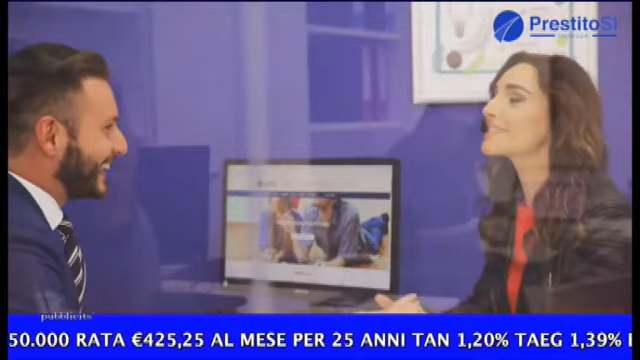 PrestitoSì
pubblicità
50.000 RATA €425,25 AL MESE PER 25 ANNI TAN 1,20% TAEG 1,39%